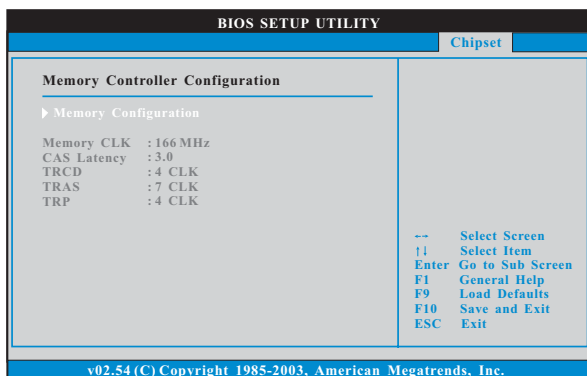 BIOS SETUP UTILITY
Chipset
Memory Controller Configuration
Memory Configuration
Memory CLK : 166 MHz
CAS Latency : 3.0
TRCD : 4 CLK
TRAS : 7 CLK
TRP : 4 CLK
←→ Select Screen
↑↓ Select Item
Enter Go to Sub Screen
F1 General Help
F9 Load Defaults
F10 Save and Exit
ESC Exit
v02.54 (C) Copyright 1985-2003, American Megatrends, Inc.